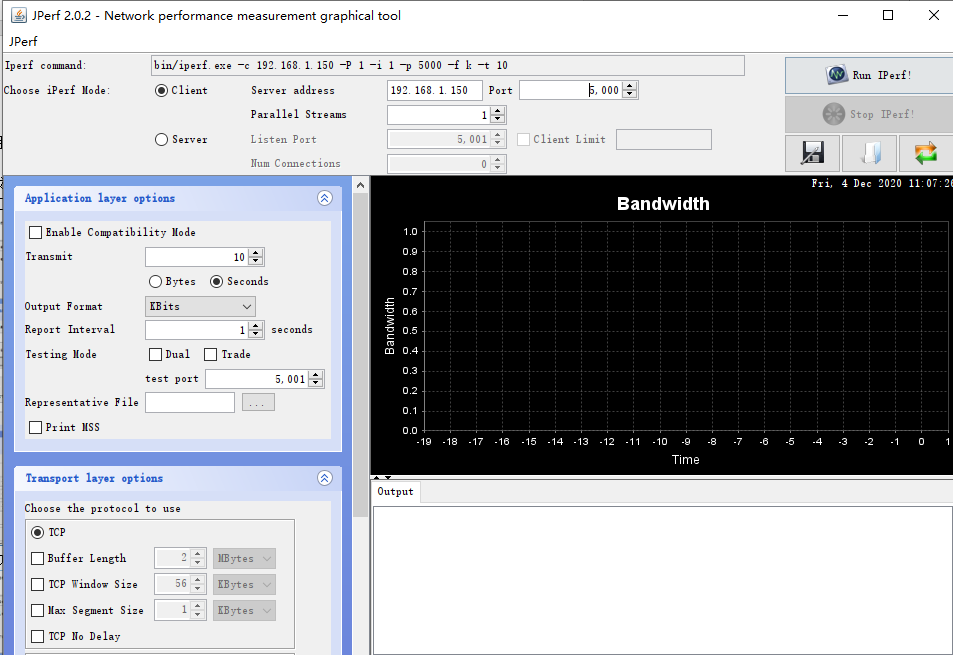 JPerf 2.0.2 - Network performance measurement graphical tool
JPerf
Iperf command: bin/iperf.exe -c 192.168.1.150 -P 1 -i 1 -p 5000 -f k -t 10
Choose iPerf Mode: Client Server address 192.168.1.150 Port 5,000
Parallel Streams 1
Server Listen Port 5,001 Client Limit
Num Connections 0
Run IPerf!
Stop IPerf!
Application layer options
Enable Compatibility Mode
Transmit 10
Bytes Seconds
Output Format KBits
Report Interval 1 seconds
Testing Mode Dual Trade
test port 5,001
Representative File ...
Print MSS
Transport layer options
Choose the protocol to use
TCP
Buffer Length 2 MBytes
TCP Window Size 56 KBytes
Max Segment Size 1 KBytes
TCP No Delay
Fri, 4 Dec 2020 11:07:26
Bandwidth
Bandwidth
1.0
0.9
0.8
0.7
0.6
0.5
0.4
0.3
0.2
0.1
0.0
-19 -18 -17 -16 -15 -14 -13 -12 -11 -10 -9 -8 -7 -6 -5 -4 -3 -2 -1 0 1
Time
Output